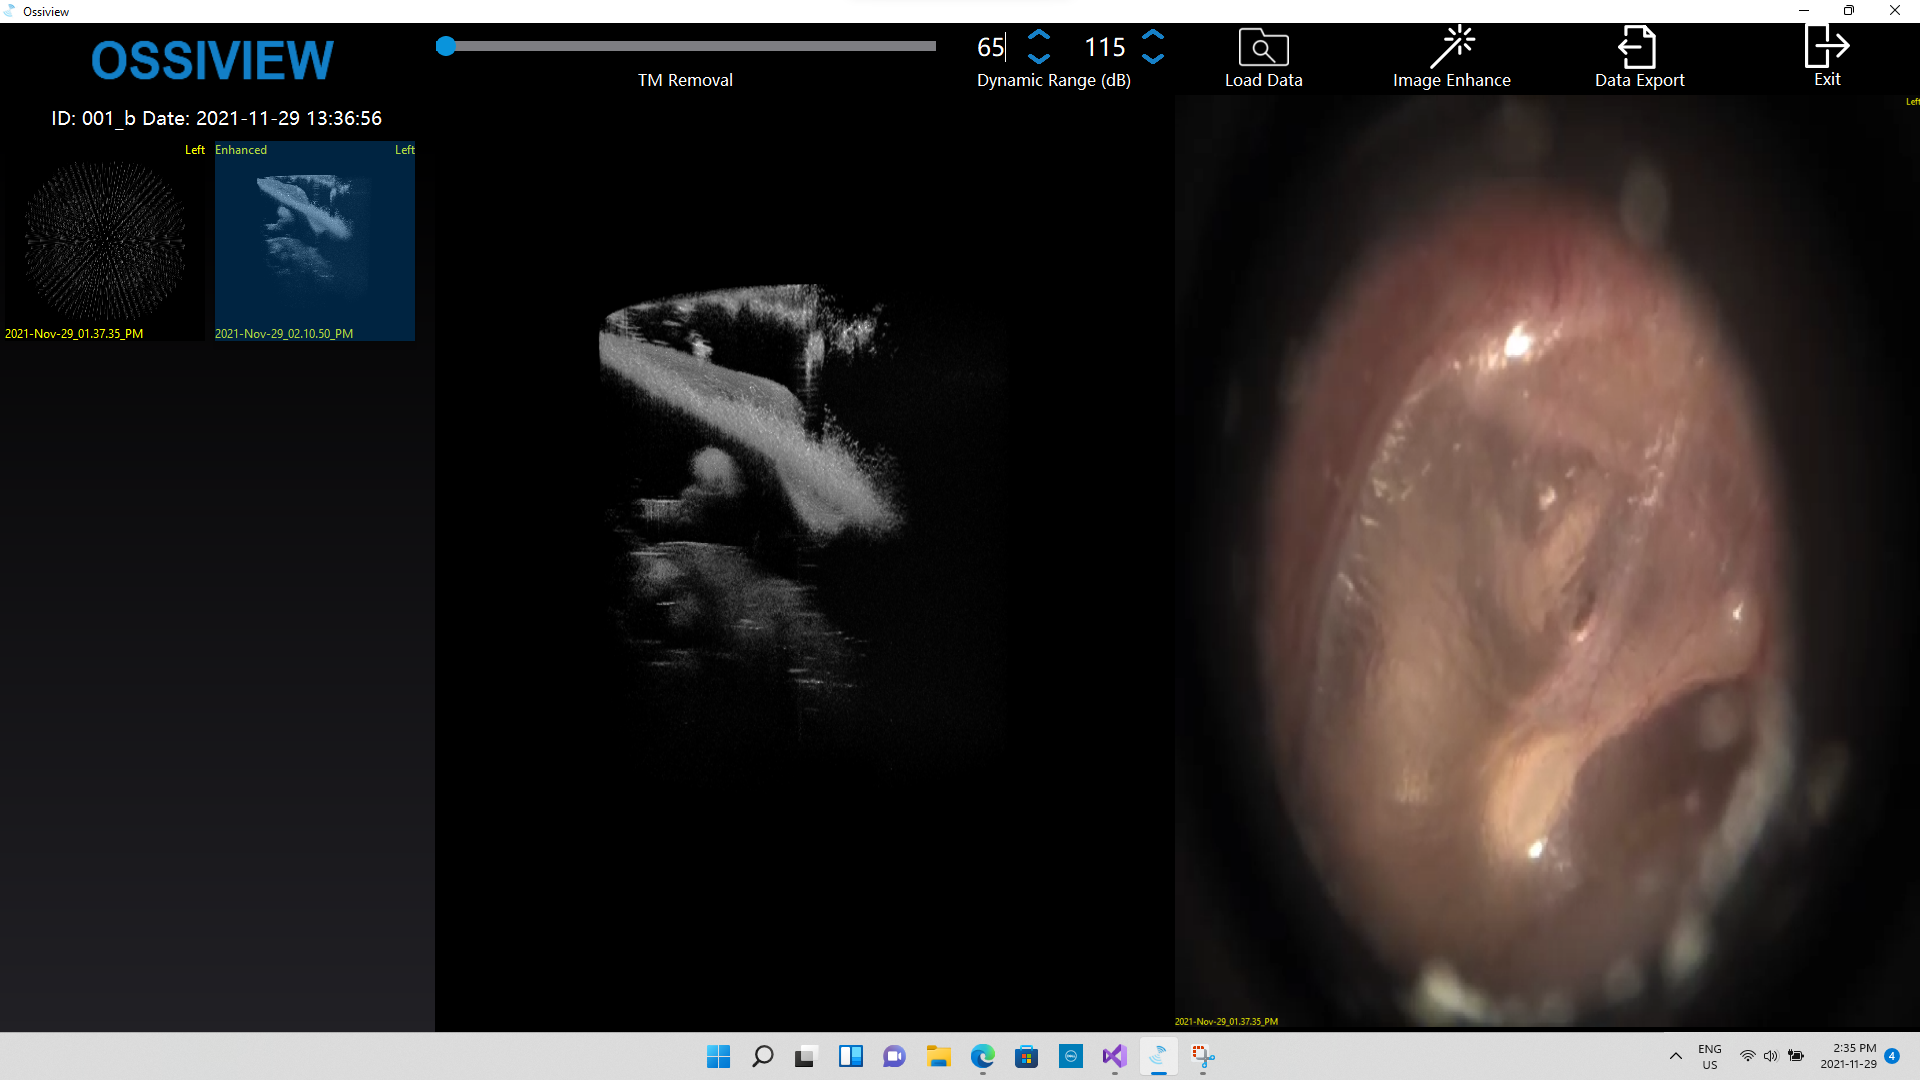 Ossiview
OSSIVIEW
TM Removal
65 115
Dynamic Range (dB)
Load Data
Image Enhance
Data Export
Exit
ID: 001_b Date: 2021-11-29 13:36:56
Left
2021-Nov-29_01.37.35_PM
Enhanced Left
2021-Nov-29_02.10.50_PM
Left
2021-Nov-29_01.37.35_PM
ENG
US
2:35 PM
2021-11-29
4